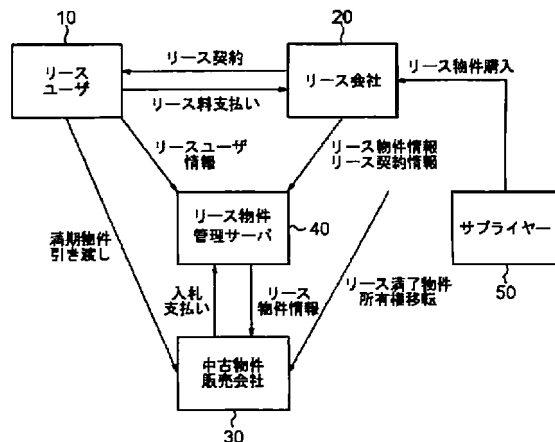 10
20
リース
ユーザ
リース契約
リース料支払い
リース会社
リース物件購入
リースユーザ
情報
リース物件情報
リース契約情報
リース物件
管理サーバ
40
サプライヤー
50
満期物件
引き渡し
入札
支払い
リース
物件情報
リース満了物件
所有権移転
中古物件
販売会社
30